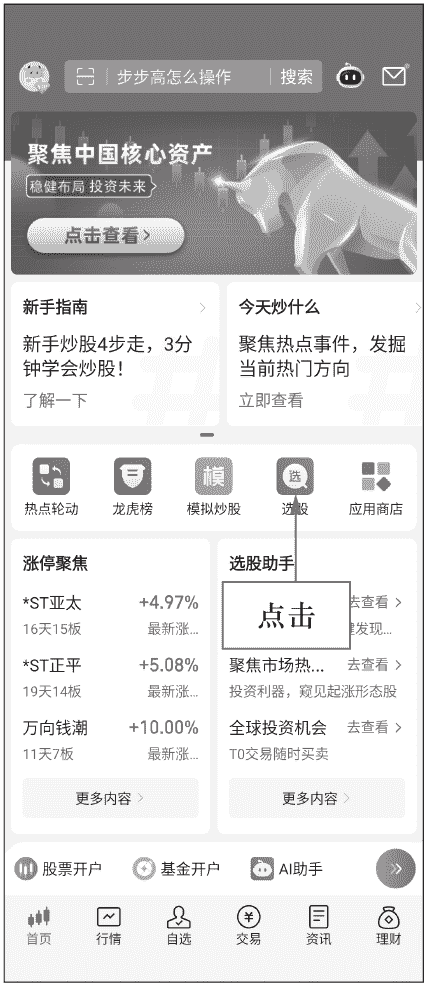 步步高怎么操作
搜索
聚焦中国核心资产
稳健布局 投资未来
点击查看>
新手指南
新手炒股4步走，3分
钟学会炒股！
了解一下
今天炒什么
聚焦热点事件，发掘
当前热门方向
立即查看
热点轮动
龙虎榜
模
模拟炒股
选
选股
应用商店
涨停聚焦
*ST亚太 +4.97%
16天15板 最新涨...
*ST正平 +5.08%
19天14板 最新涨...
万向钱潮 +10.00%
11天7板 最新涨...
更多内容>
选股助手
点击
去查看>
发现...
聚焦市场热... 去查看>
投资利器，窥见起涨形态股
全球投资机会 去查看>
T0交易随时买卖
更多内容>
股票开户
基金开户
AI助手
首页
行情
自选
交易
资讯
理财